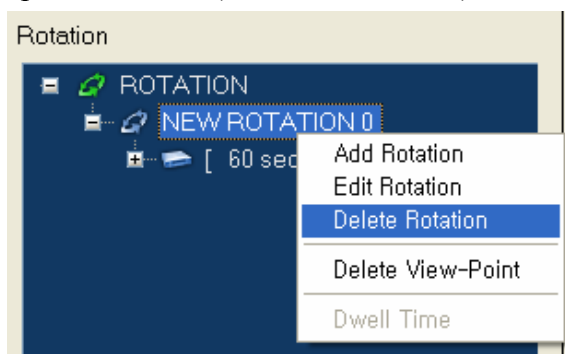 Rotation
ROTATION
NEW ROTATION 0
[ 60 sec
Add Rotation
Edit Rotation
Delete Rotation
Delete View-Point
Dwell Time